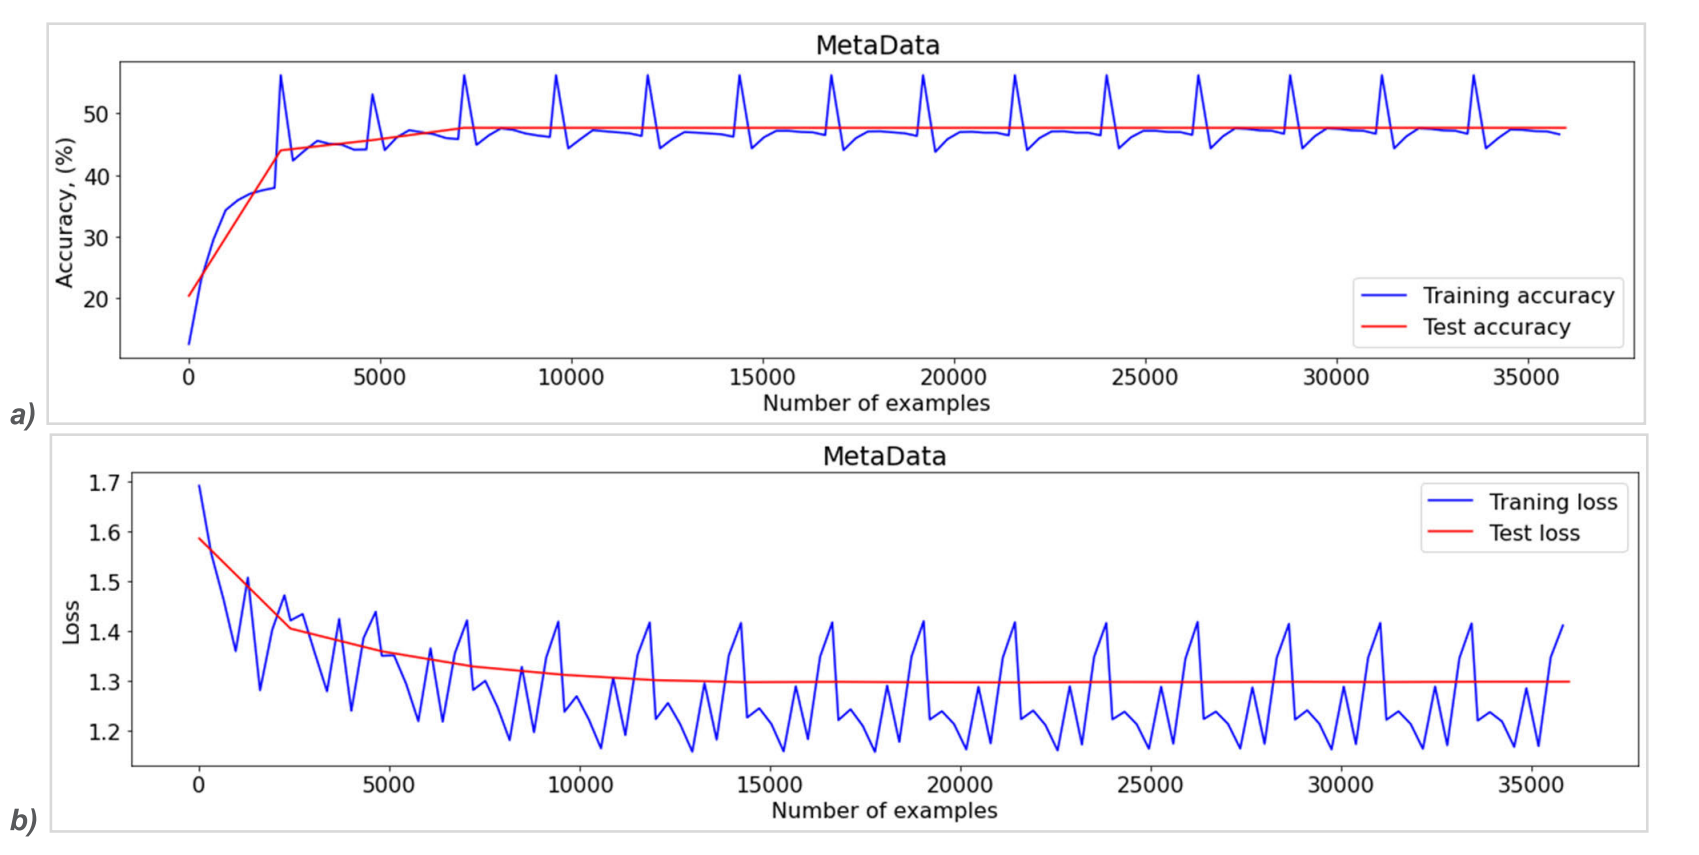 MetaData
50
40
30
20
Accuracy, (%)
Training accuracy
Test accuracy
0 5000 10000 15000 20000 25000 30000 35000
Number of examples
a)
MetaData
1.7
1.6
1.5
1.4
1.3
1.2
Loss
Traning loss
Test loss
0 5000 10000 15000 20000 25000 30000 35000
Number of examples
b)